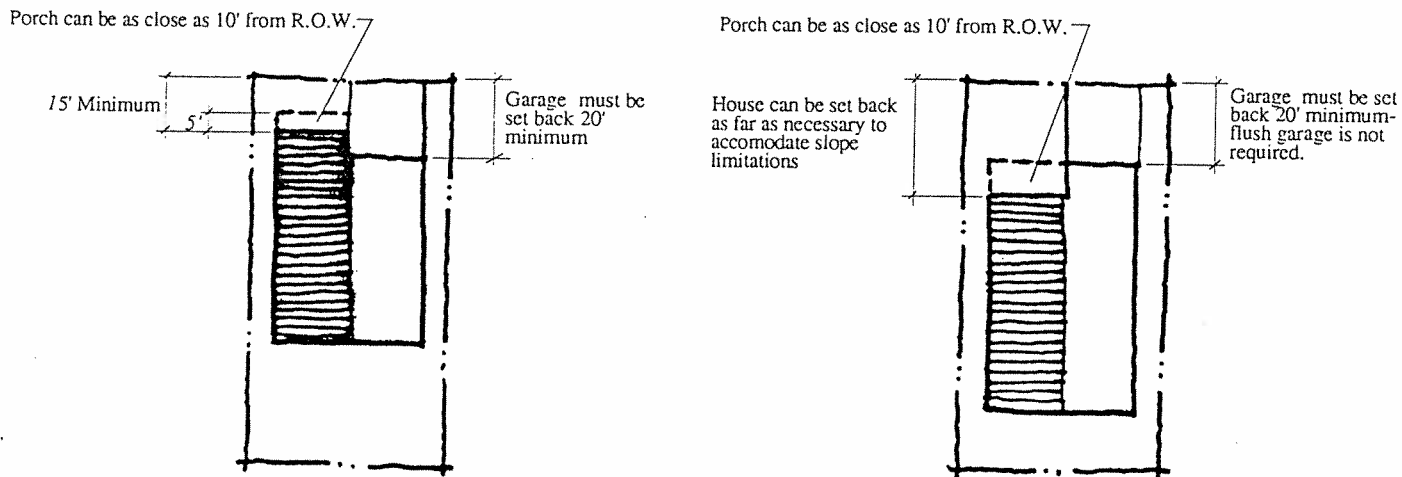 Porch can be as close as 10' from R.O.W.
15' Minimum
5'
Garage must be
set back 20'
minimum
Porch can be as close as 10' from R.O.W.
House can be set back
as far as necessary to
accomodate slope
limitations
Garage must be set
back 20' minimum-
flush garage is not
required.